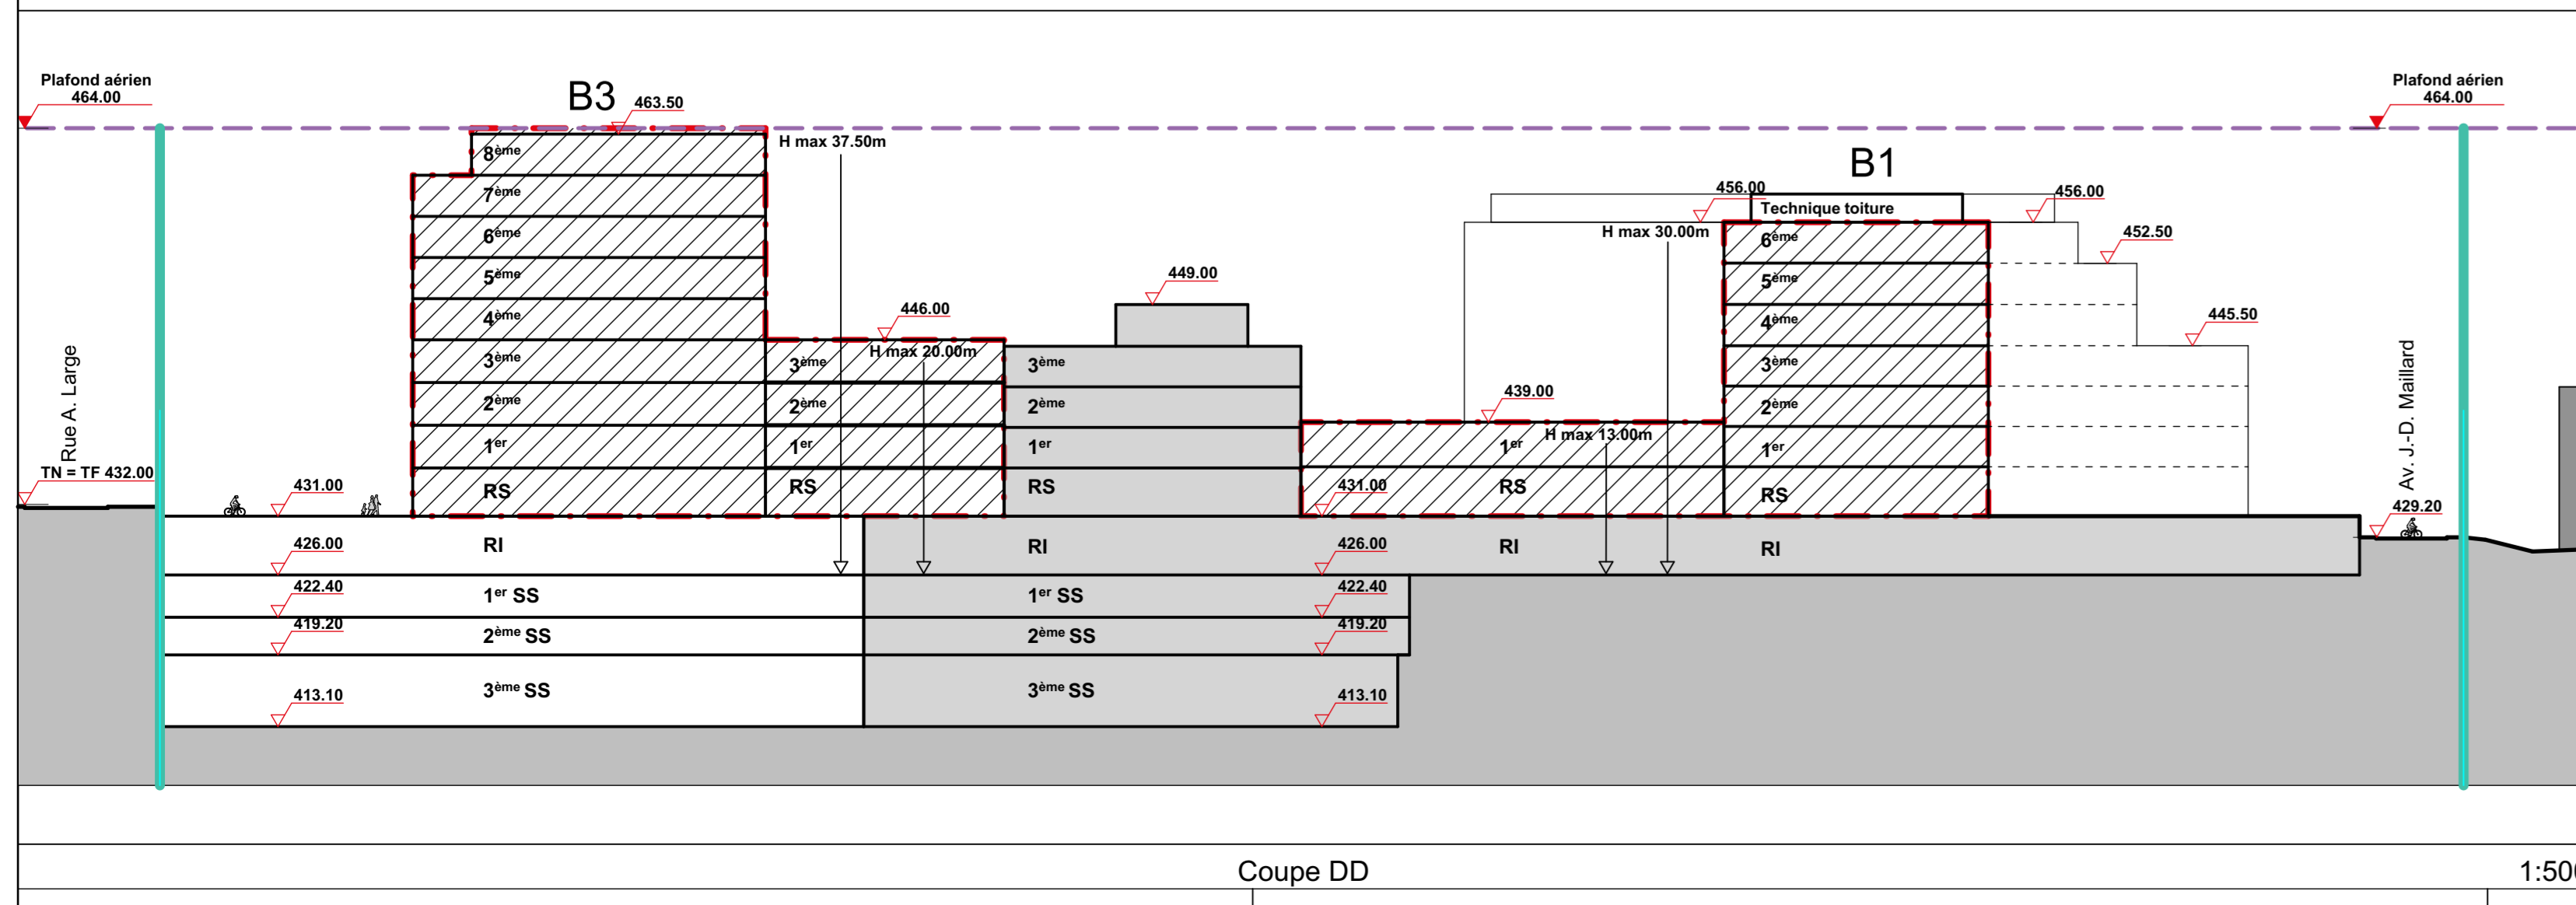 Plafond aérien
464.00
B3
463.50
H max 37.50m
Plafond aérien
464.00
B1
456.00
456.00
Technique toiture
H max 30.00m
452.50
445.50
449.00
446.00
H max 20.00m
439.00
H max 13.00m
8ème
7ème
6ème
5ème
4ème
3ème
2ème
1er
RS
3ème
2ème
1er
RS
3ème
2ème
1er
RS
1er
RS
6ème
5ème
4ème
3ème
2ème
1er
RS
Rue A. Large
TN = TF 432.00
431.00
431.00
Av. J.-D. Maillard
429.20
RI
RI
RI
RI
426.00
426.00
422.40
1er SS
1er SS
422.40
419.20
2ème SS
2ème SS
419.20
413.10
3ème SS
3ème SS
413.10
Coupe DD